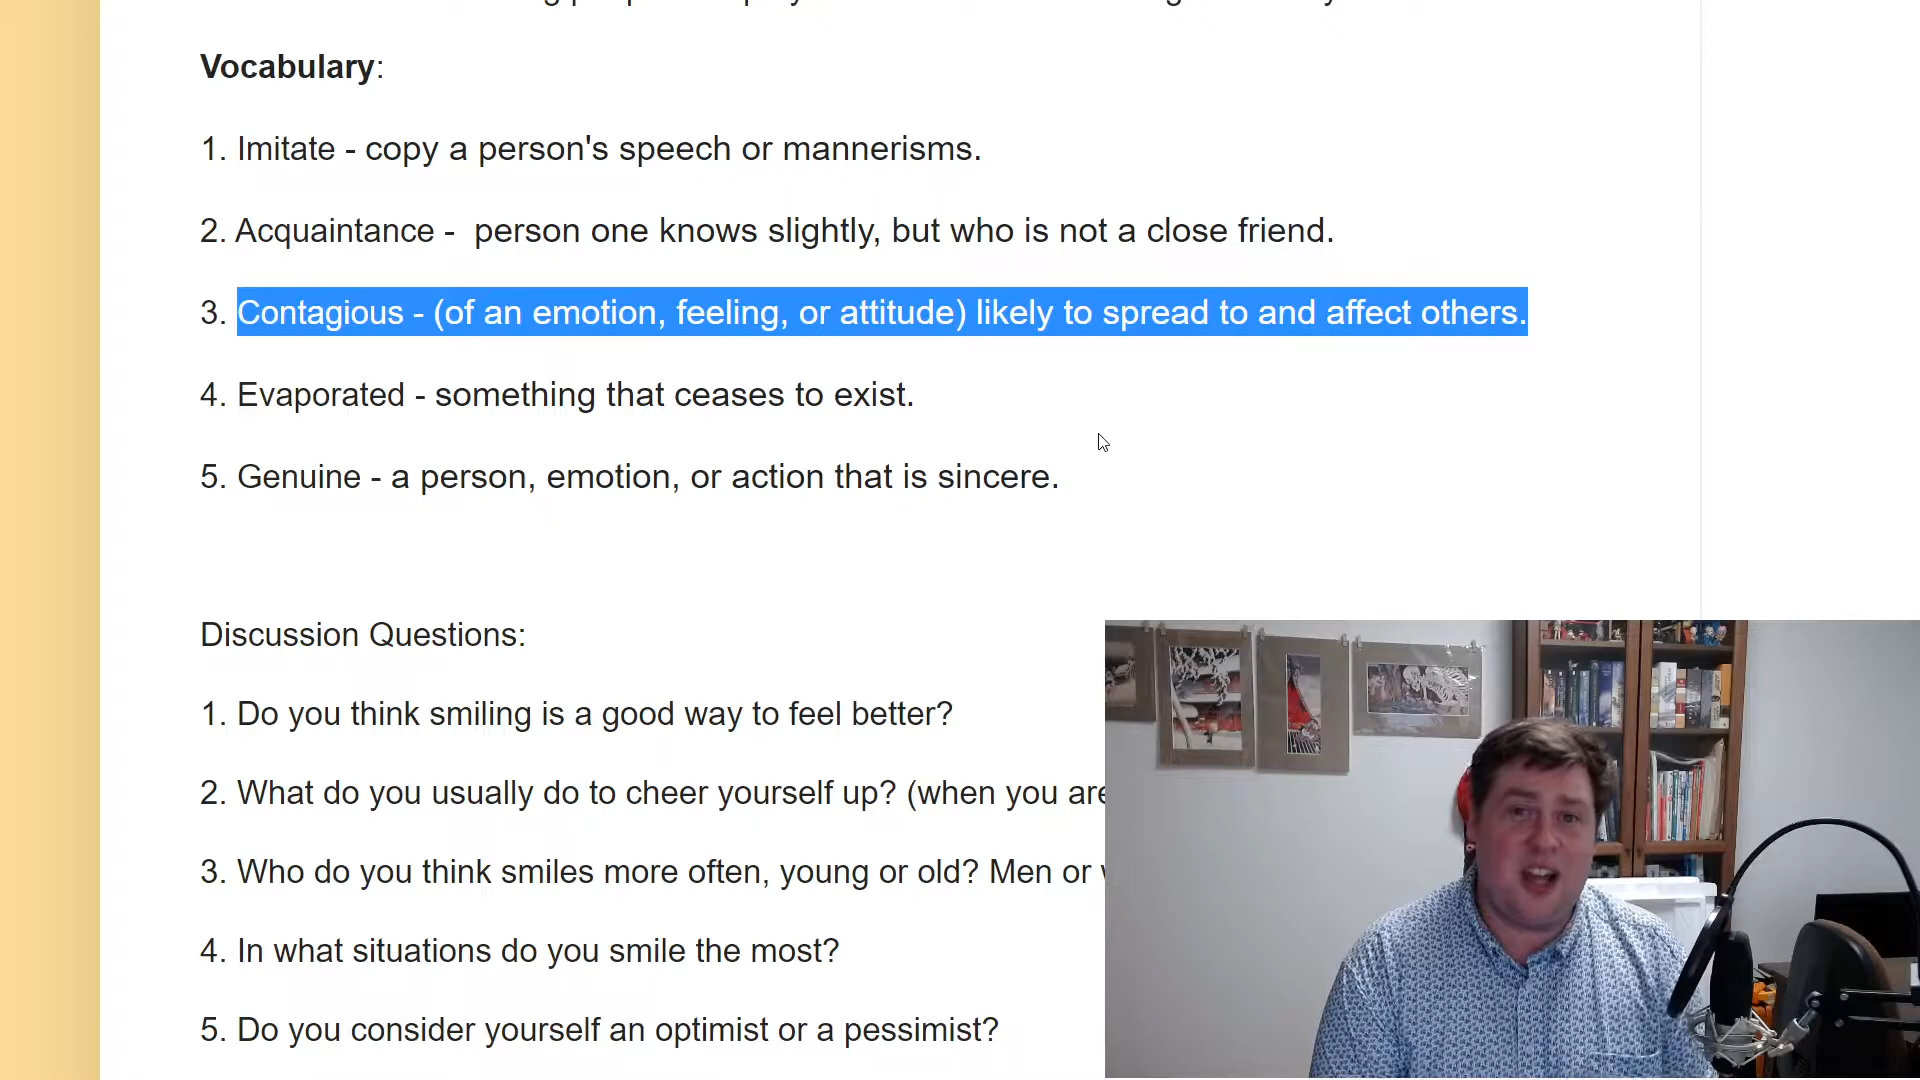 Vocabulary:
1. Imitate - copy a person's speech or mannerisms.
2. Acquaintance -  person one knows slightly, but who is not a close friend.
3. Contagious - (of an emotion, feeling, or attitude) likely to spread to and affect others.
4. Evaporated - something that ceases to exist.
5. Genuine - a person, emotion, or action that is sincere.
Discussion Questions:
1. Do you think smiling is a good way to feel better?
2. What do you usually do to cheer yourself up? (when you are
3. Who do you think smiles more often, young or old? Men or
4. In what situations do you smile the most?
5. Do you consider yourself an optimist or a pessimist?